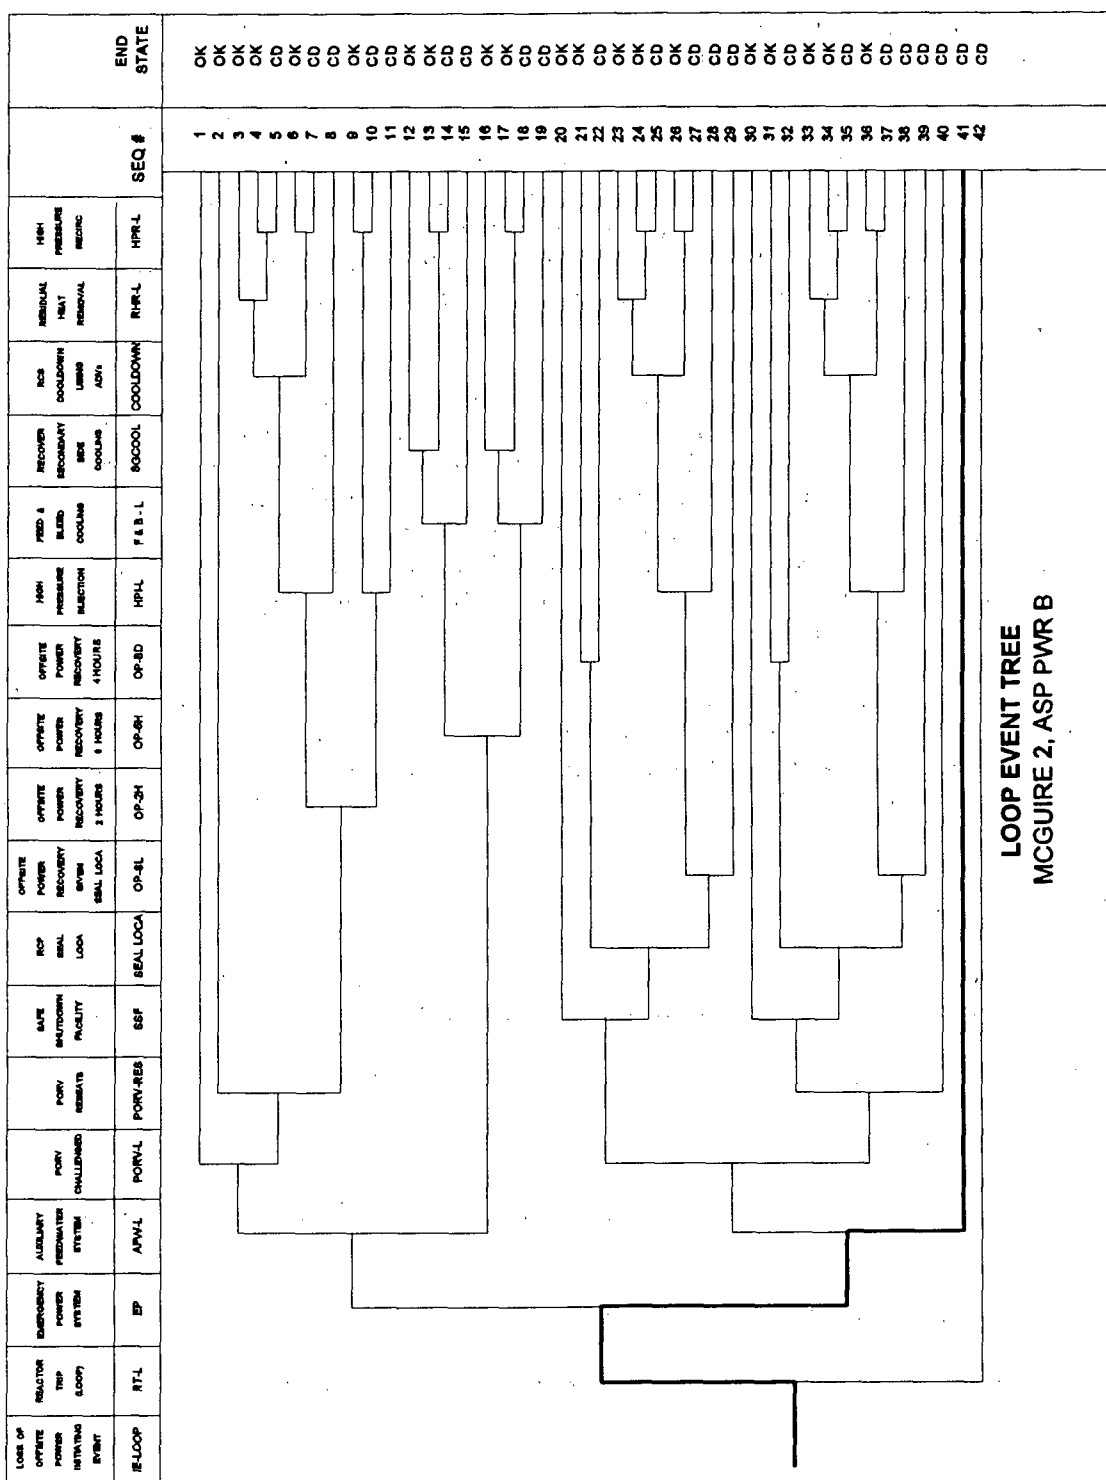 LOSS OF
OFFSITE
POWER
INITIATING
EVENT
REACTOR
TRIP
(LOOP)
EMERGENCY
POWER
SYSTEM
AUXILIARY
FEEDWATER
SYSTEM
PORV
CHALLENGED
PORV
RESEATS
SAFE
SHUTDOWN
FACILITY
RCP
SEAL
LOCA
OFFSITE
POWER
RECOVERY
GIVEN
SEAL LOCA
OFFSITE
POWER
RECOVERY
2 HOURS
OFFSITE
POWER
RECOVERY
6 HOURS
OFFSITE
POWER
RECOVERY
4 HOURS
HIGH
PRESSURE
INJECTION
FEED &
BLEED
COOLING
RECOVER
SECONDARY
SIDE
COOLING
RCS
COOLDOWN
USING
ADVs
RESIDUAL
HEAT
REMOVAL
HIGH
PRESSURE
RECIRC
END
STATE
IE-LOOP
RT-L
EP
AFW-L
PORV-L
PORV-RES
SSF
SEAL LOCA
OP-SL
OP-2H
OP-6H
OP-BD
HPI-L
F & B - L
SGCOOL
COOLDOWN
RHR-L
HPR-L
SEQ #
1 OK
2 OK
3 OK
4 OK
5 CD
6 OK
7 CD
8 CD
9 OK
10 CD
11 CD
12 OK
13 OK
14 CD
15 CD
16 OK
17 OK
18 CD
19 CD
20 OK
21 OK
22 CD
23 OK
24 OK
25 CD
26 OK
27 CD
28 CD
29 CD
30 OK
31 OK
32 CD
33 OK
34 OK
35 CD
36 OK
37 CD
38 CD
39 CD
40 CD
41 CD
42 CD
LOOP EVENT TREE
MCGUIRE 2, ASP PWR B